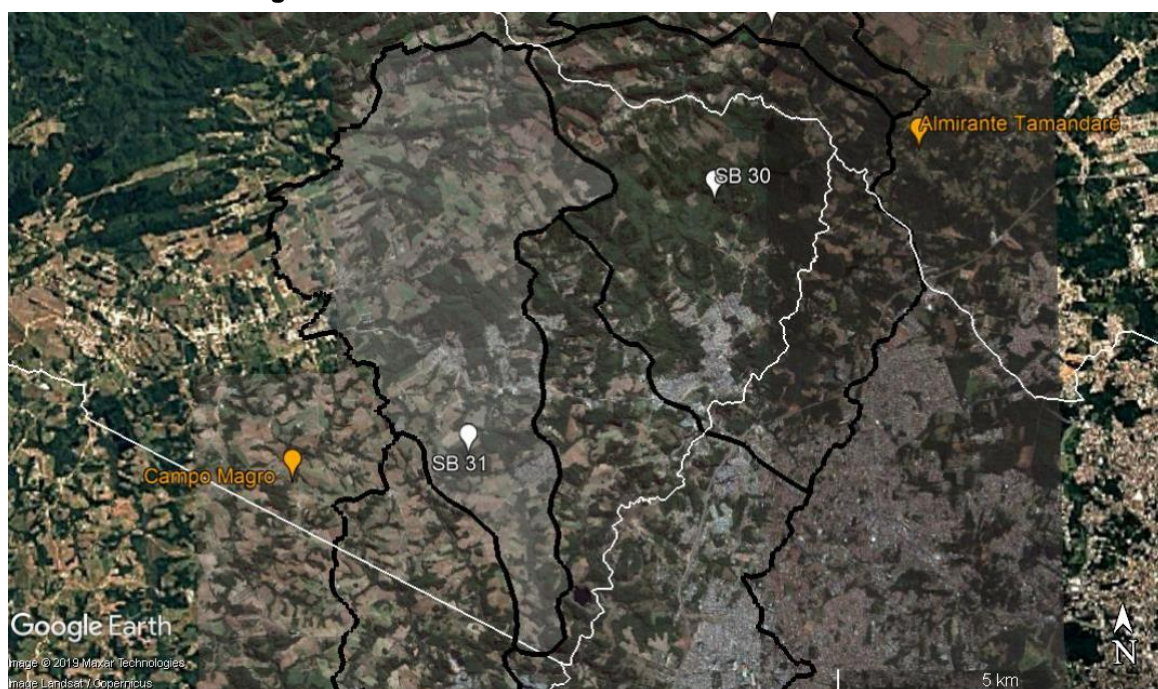 Almirante Tamandaré
SB 30
SB 31
Campo Magro
Google Earth
Image © 2019 Maxar Technologies
Image Landsat / Copernicus
N
5 km